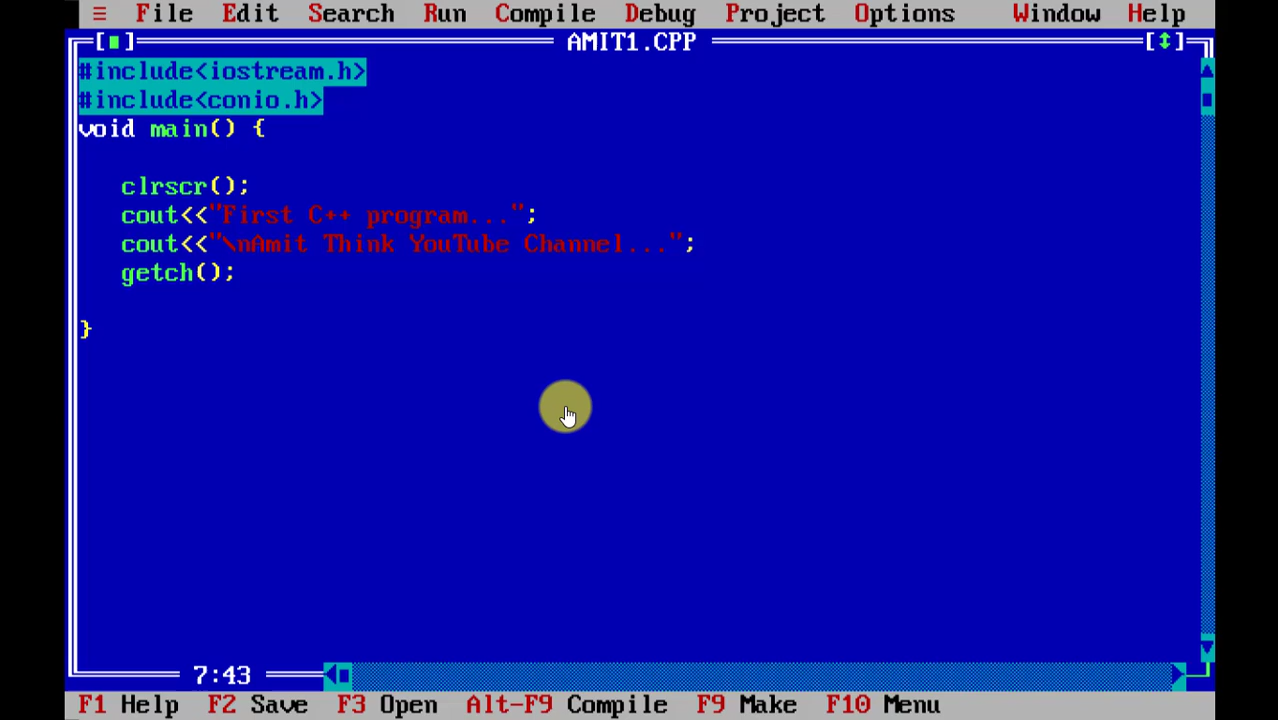 ≡ File Edit Search Run Compile Debug Project Options Window Help
[■] AMIT1.CPP [↕]
#include<iostream.h>
#include<conio.h>
void main() {
clrscr();
cout<<"First C++ program...";
cout<<"\nAmit Think YouTube Channel...";
getch();
}
7:43
F1 Help F2 Save F3 Open Alt-F9 Compile F9 Make F10 Menu